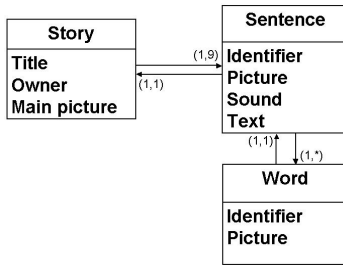 Story
Title
Owner
Main picture
(1,9)
(1,1)
Sentence
Identifier
Picture
Sound
Text
(1,1)
(1,*)
Word
Identifier
Picture